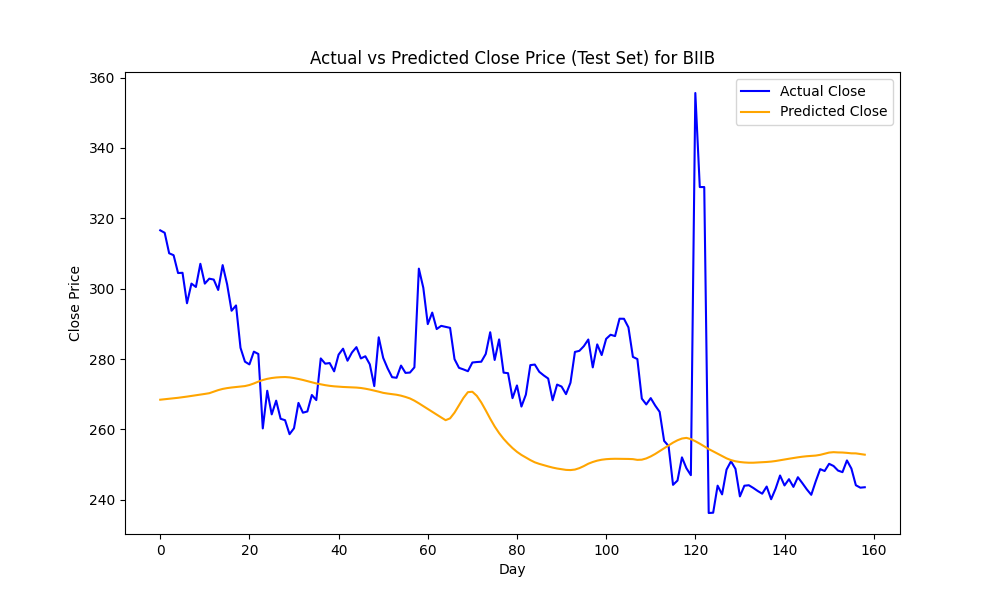 Actual vs Predicted Close Price (Test Set) for BIIB
Actual Close
Predicted Close
Close Price
360
340
320
300
280
260
240
0 20 40 60 80 100 120 140 160
Day